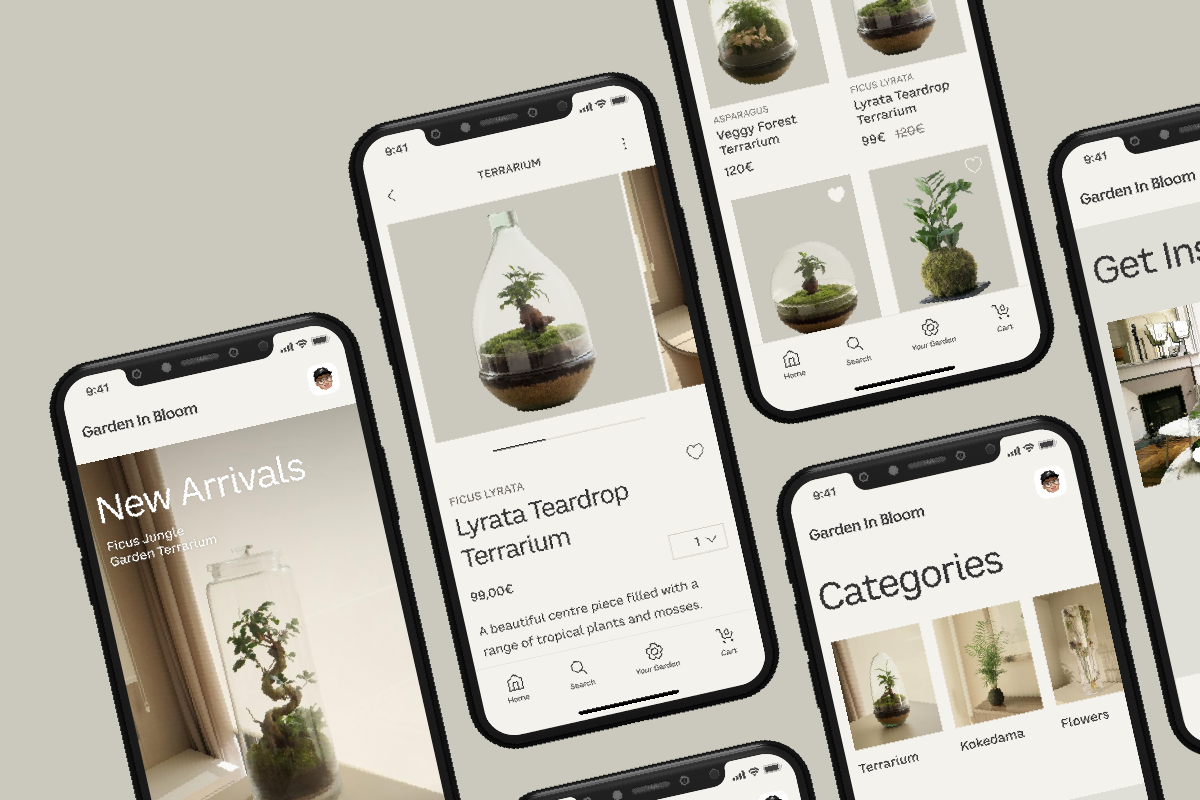 9:41
Garden In Bloom
New Arrivals
Ficus Jungle
Garden Terrarium
9:41
TERRARIUM
FICUS LYRATA
Lyrata Teardrop
Terrarium
1
99,00€
A beautiful centre piece filled with a
range of tropical plants and mosses.
Home
Search
Your Garden
Cart
ASPARAGUS
Veggy Forest
Terrarium
120€
FICUS LYRATA
Lyrata Teardrop
Terrarium
99€ 120€
Home
Search
Your Garden
Cart
9:41
Garden In Bloom
Categories
Terrarium
Kokedama
Flowers
9:41
Garden In Bloom
Get Ins